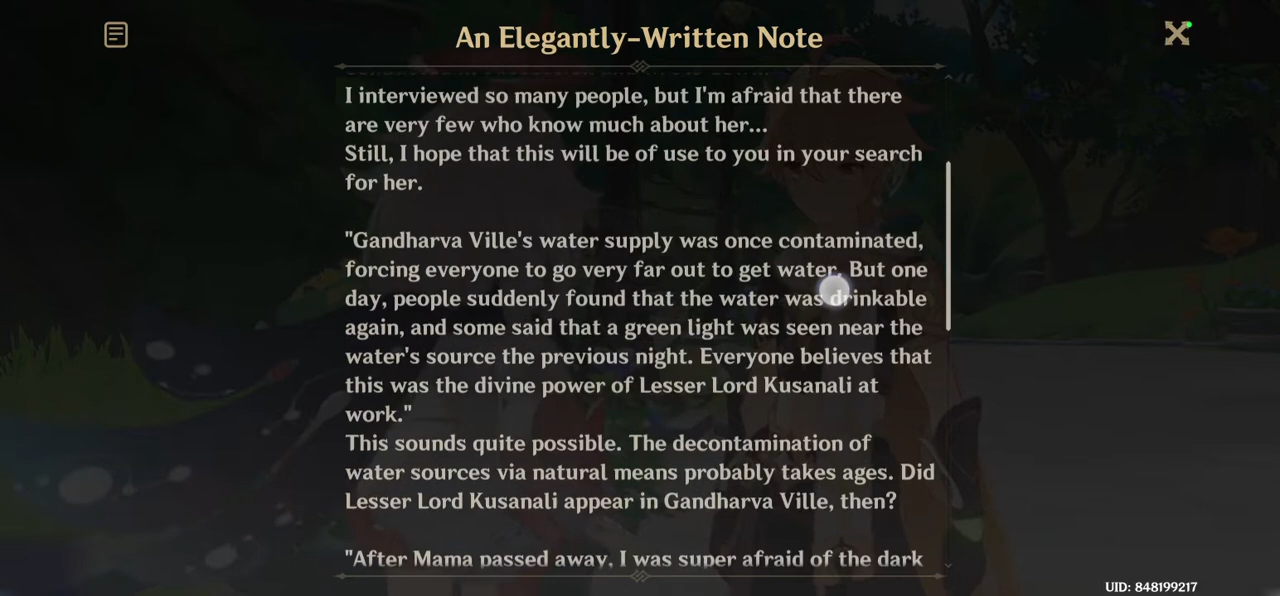 An Elegantly-Written Note
I interviewed so many people, but I'm afraid that there
are very few who know much about her...
Still, I hope that this will be of use to you in your search
for her.
"Gandharva Ville's water supply was once contaminated,
forcing everyone to go very far out to get water. But one
day, people suddenly found that the water was drinkable
again, and some said that a green light was seen near the
water's source the previous night. Everyone believes that
this was the divine power of Lesser Lord Kusanali at
work."
This sounds quite possible. The decontamination of
water sources via natural means probably takes ages. Did
Lesser Lord Kusanali appear in Gandharva Ville, then?
"After Mama passed away, I was super afraid of the dark
UID: 848199217